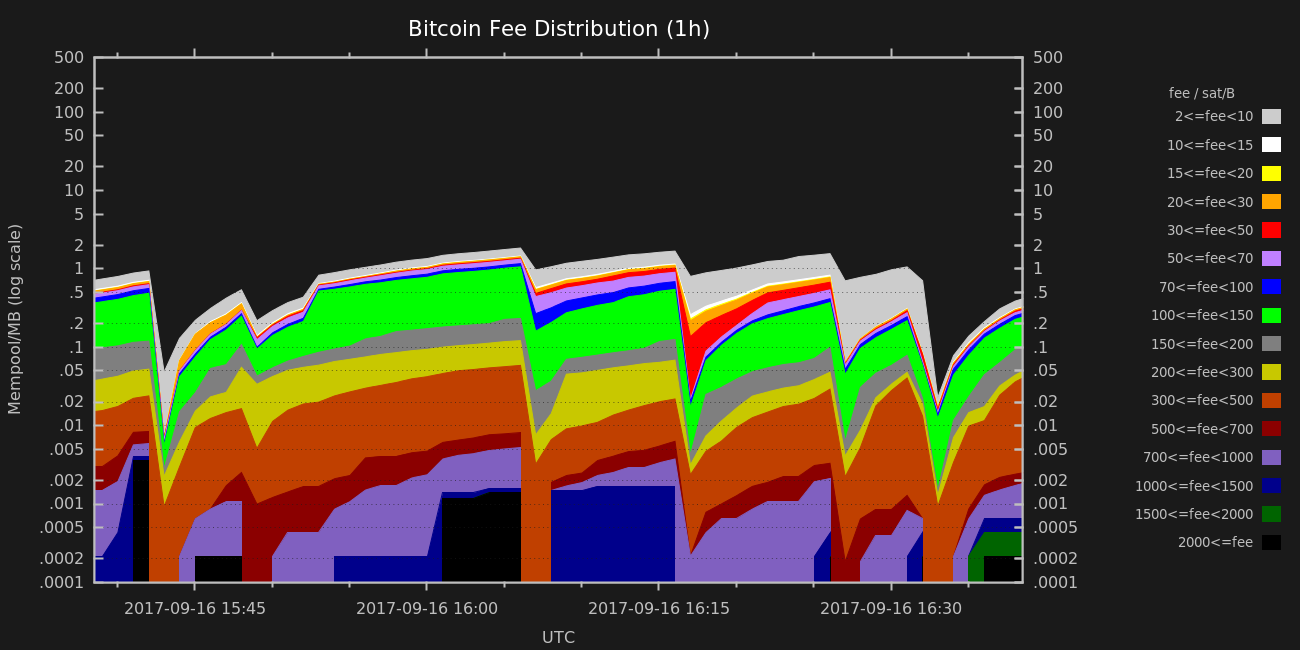 Bitcoin Fee Distribution (1h)
Mempool/MB (log scale)
500 500
200 200
100 100
50 50
20 20
10 10
5 5
2 2
1 1
.5 .5
.2 .2
.1 .1
.05 .05
.02 .02
.01 .01
.005 .005
.002 .002
.001 .001
.0005 .0005
.0002 .0002
.0001 .0001
2017-09-16 15:45 2017-09-16 16:00 2017-09-16 16:15 2017-09-16 16:30
UTC
fee / sat/B
2<=fee<10
10<=fee<15
15<=fee<20
20<=fee<30
30<=fee<50
50<=fee<70
70<=fee<100
100<=fee<150
150<=fee<200
200<=fee<300
300<=fee<500
500<=fee<700
700<=fee<1000
1000<=fee<1500
1500<=fee<2000
2000<=fee